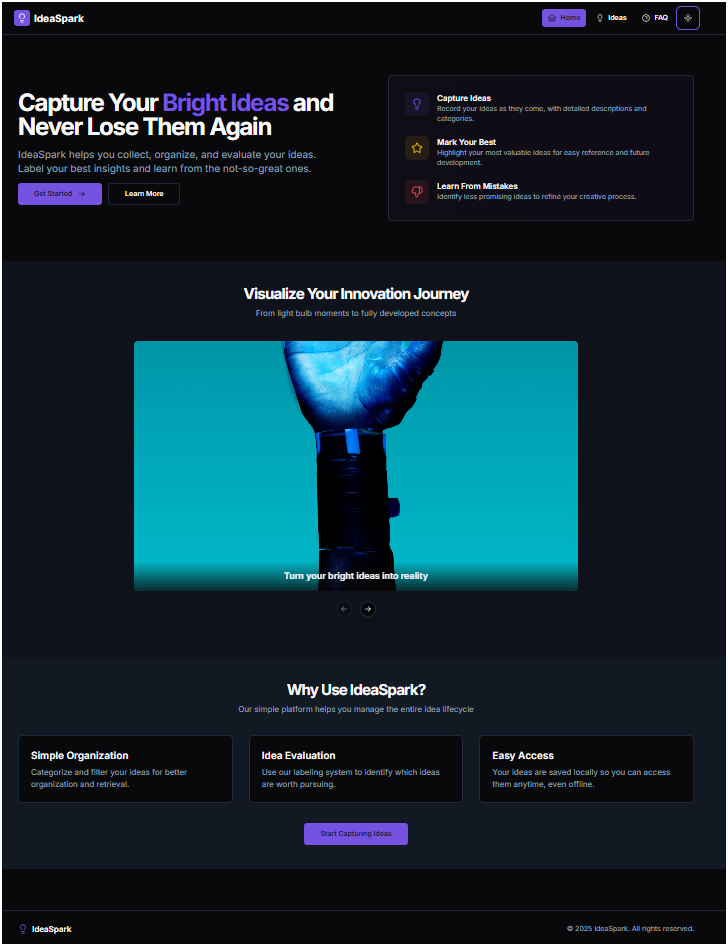 IdeaSpark
Home
Ideas
FAQ
Capture Your Bright Ideas and
Never Lose Them Again
IdeaSpark helps you collect, organize, and evaluate your ideas.
Label your best insights and learn from the not-so-great ones.
Get Started
Learn More
Capture Ideas
Record your ideas as they come, with detailed descriptions and
categories.
Mark Your Best
Highlight your most valuable ideas for easy reference and future
development.
Learn From Mistakes
Identify less promising ideas to refine your creative process.
Visualize Your Innovation Journey
From light bulb moments to fully developed concepts
Turn your bright ideas into reality
Why Use IdeaSpark?
Our simple platform helps you manage the entire idea lifecycle
Simple Organization
Categorize and filter your ideas for better
organization and retrieval.
Idea Evaluation
Use our labeling system to identify which ideas
are worth pursuing.
Easy Access
Your ideas are saved locally so you can access
them anytime, even offline.
Start Capturing Ideas
IdeaSpark
© 2025 IdeaSpark. All rights reserved.